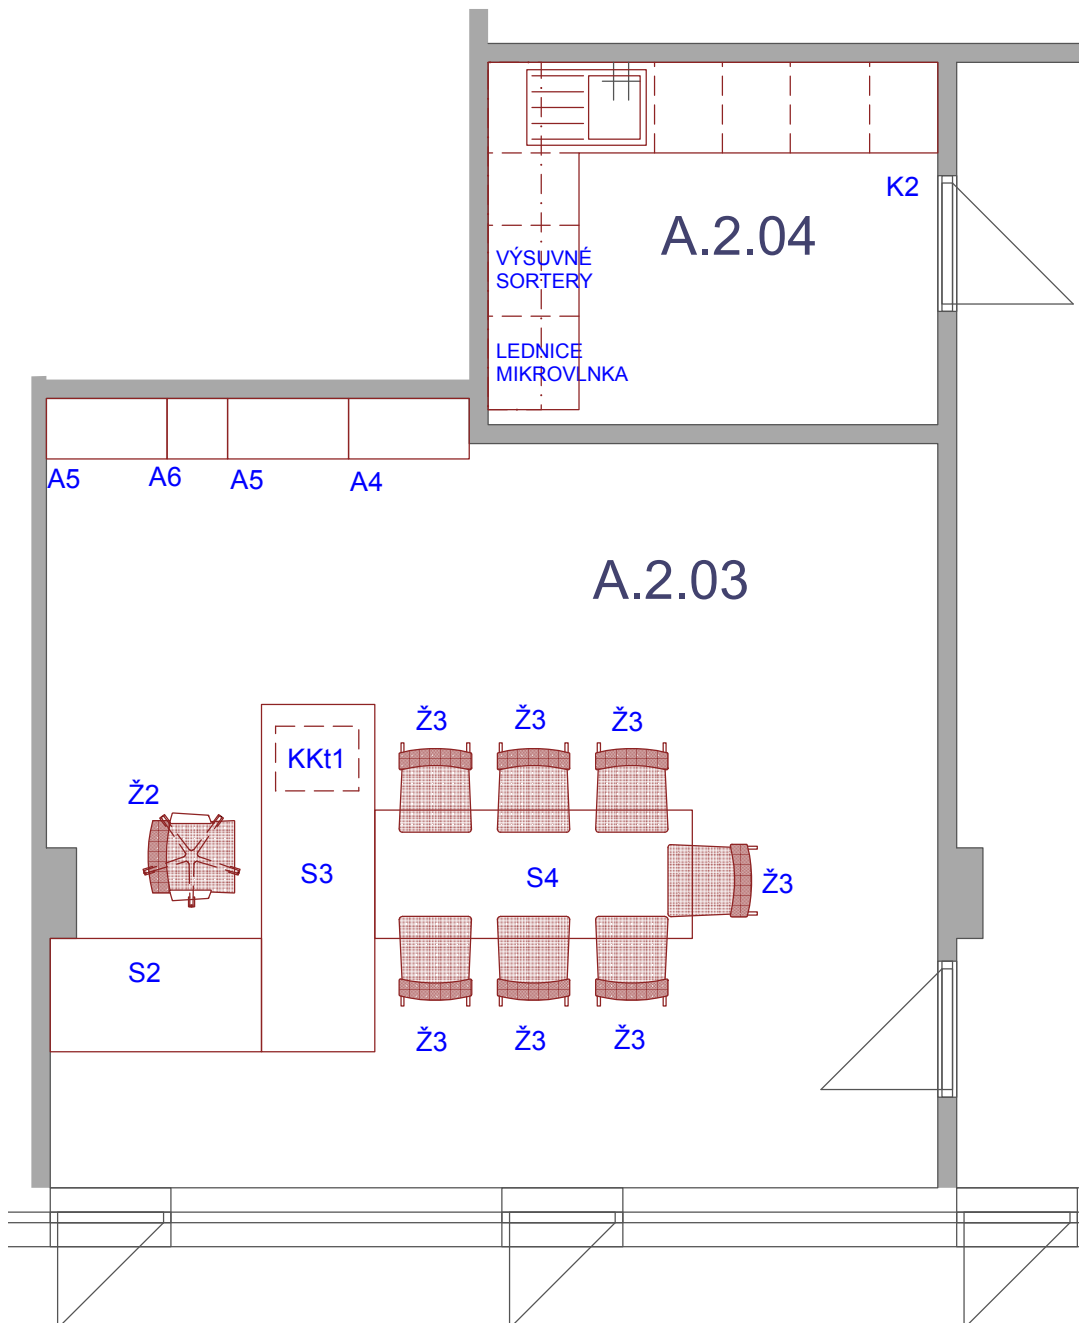 K2
A.2.04
VÝSUVNÉ
SORTERY
LEDNICE
MIKROVLNKA
A5
A6
A5
A4
A.2.03
Ž3
Ž3
Ž3
KKt1
Ž2
S3
S4
Ž3
S2
Ž3
Ž3
Ž3